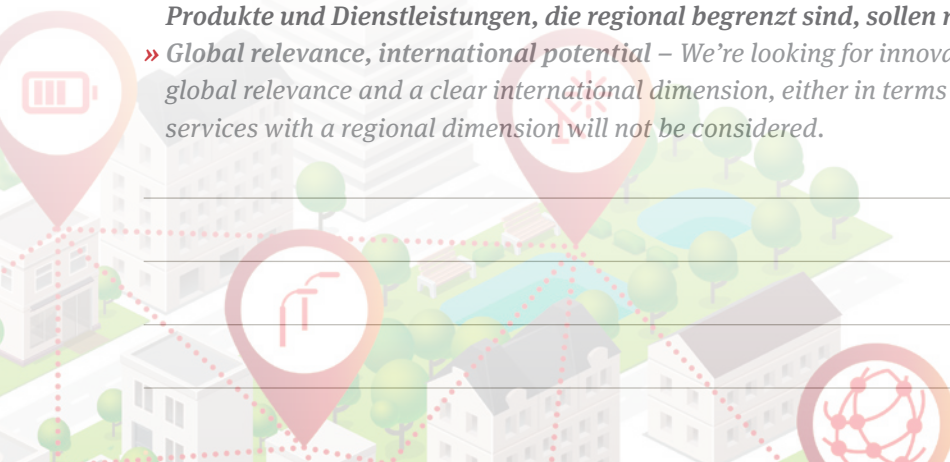 Produkte und Dienstleistungen, die regional begrenzt sind, sollen
» Global relevance, international potential – We’re looking for
global relevance and a clear international dimension, either in terms
services with a regional dimension will not be considered.